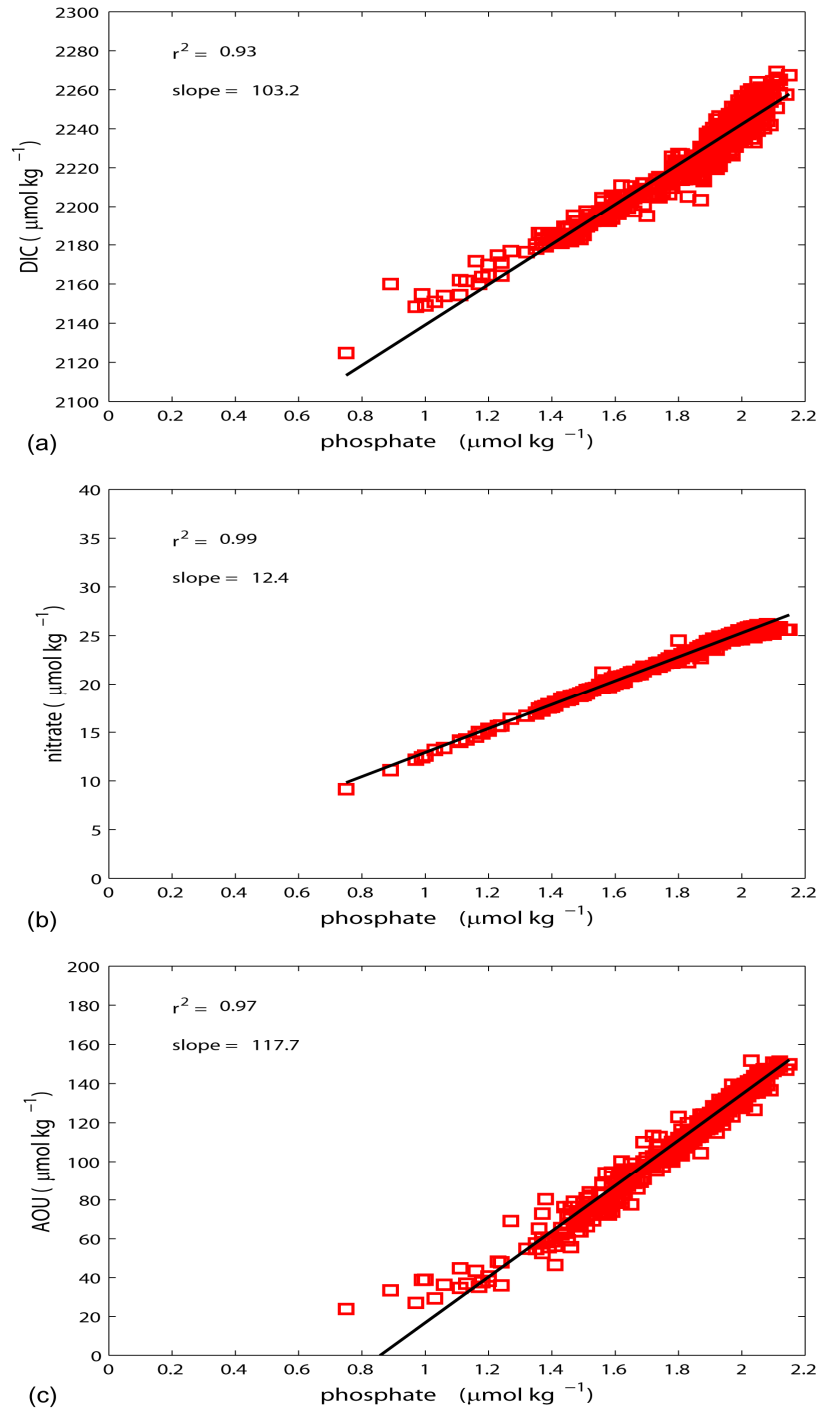 2300
2280
2260
2240
2220
2200
2180
2160
2140
2120
2100
DIC ( μmol kg⁻¹)
r² = 0.93
slope = 103.2
0 0.2 0.4 0.6 0.8 1 1.2 1.4 1.6 1.8 2 2.2
phosphate (μmol kg⁻¹)
(a)
40
35
30
25
20
15
10
5
0
nitrate ( μmol kg⁻¹)
r² = 0.99
slope = 12.4
0 0.2 0.4 0.6 0.8 1 1.2 1.4 1.6 1.8 2 2.2
phosphate (μmol kg⁻¹)
(b)
200
180
160
140
120
100
80
60
40
20
0
AOU ( μmol kg⁻¹)
r² = 0.97
slope = 117.7
0 0.2 0.4 0.6 0.8 1 1.2 1.4 1.6 1.8 2 2.2
phosphate (μmol kg⁻¹)
(c)